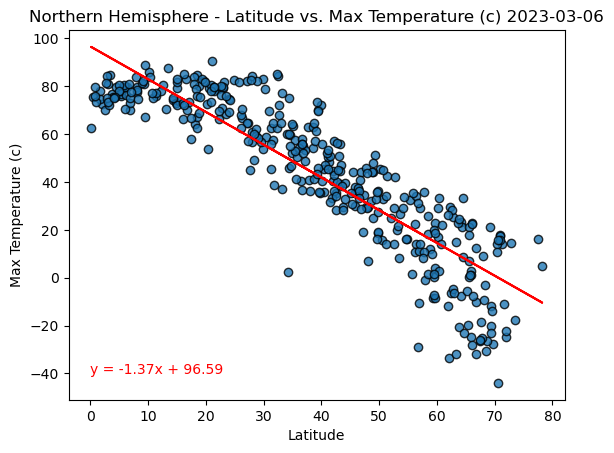 Northern Hemisphere - Latitude vs. Max Temperature (c) 2023-03-06
Max Temperature (c)
100
80
60
40
20
0
−20
−40
y = -1.37x + 96.59
0 10 20 30 40 50 60 70 80
Latitude